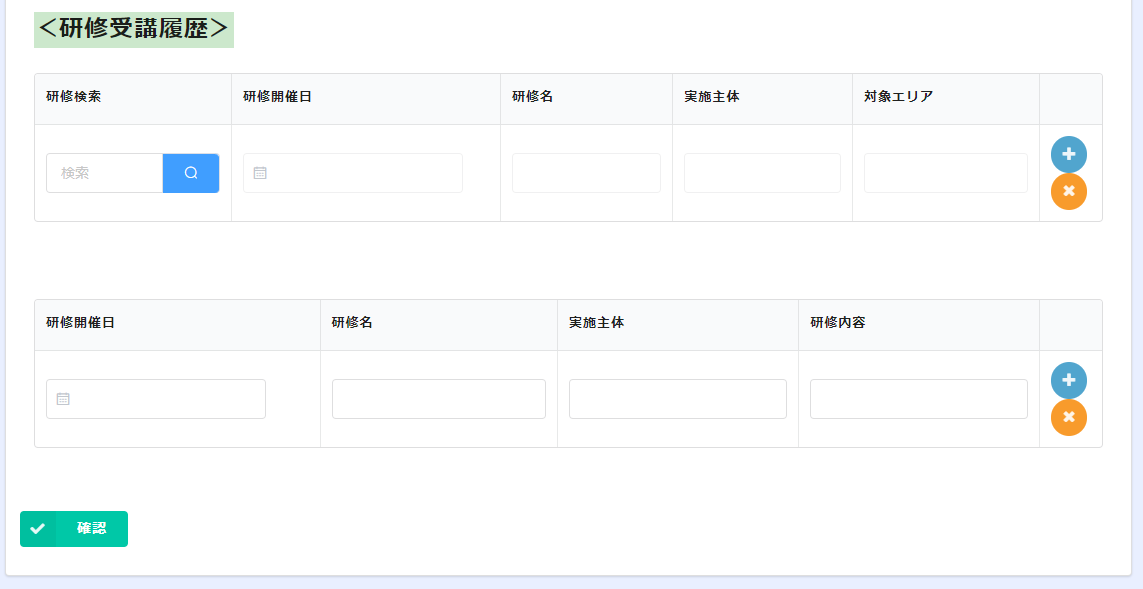 ＜研修受講履歴＞
研修検索 研修開催日 研修名 実施主体 対象エリア
検索
研修開催日 研修名 実施主体 研修内容
確認